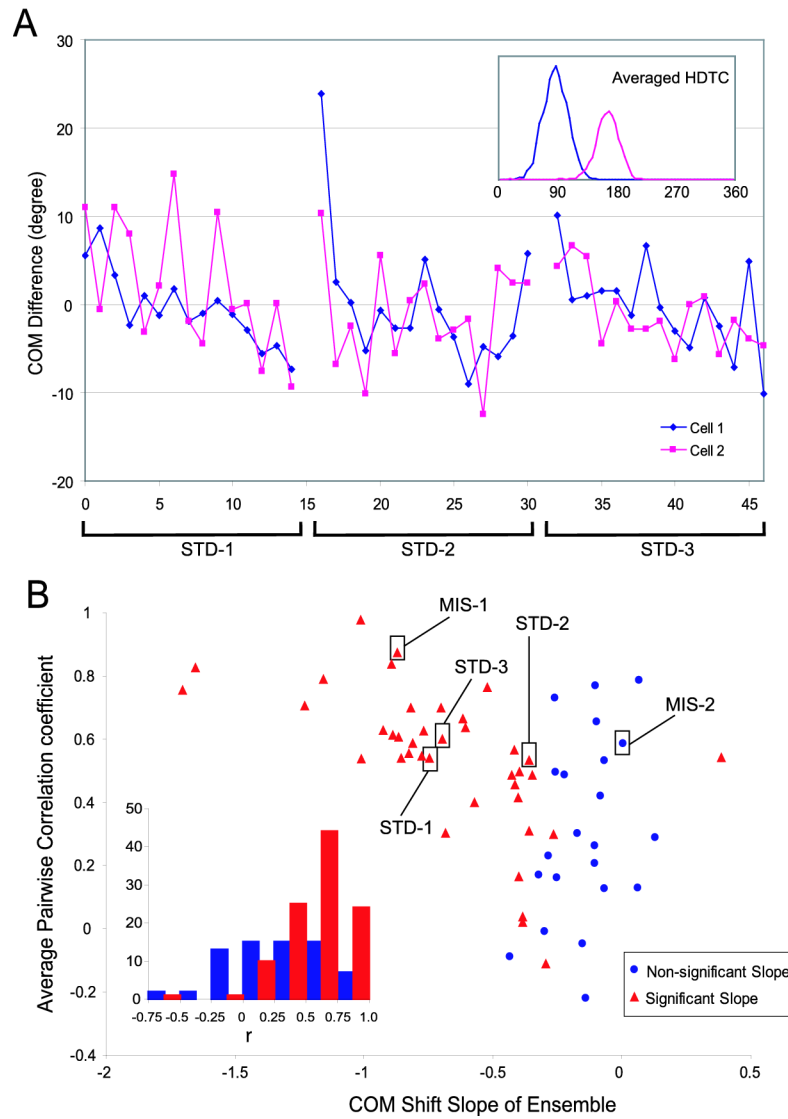 A
30
20
10
0
-10
-20
COM Difference (degree)
Averaged HDTC
0 90 180 270 360
Cell 1
Cell 2
0 5 10 15 20 25 30 35 40 45
STD-1 STD-2 STD-3
B
1
0.8
0.6
0.4
0.2
0
-0.2
-0.4
Average Pairwise Correlation coefficient
MIS-1
STD-2
STD-3
MIS-2
STD-1
50
40
30
20
10
0
-0.75 -0.5 -0.25 0 0.25 0.5 0.75 1.0
r
Non-significant Slope
Significant Slope
-2 -1.5 -1 -0.5 0 0.5
COM Shift Slope of Ensemble